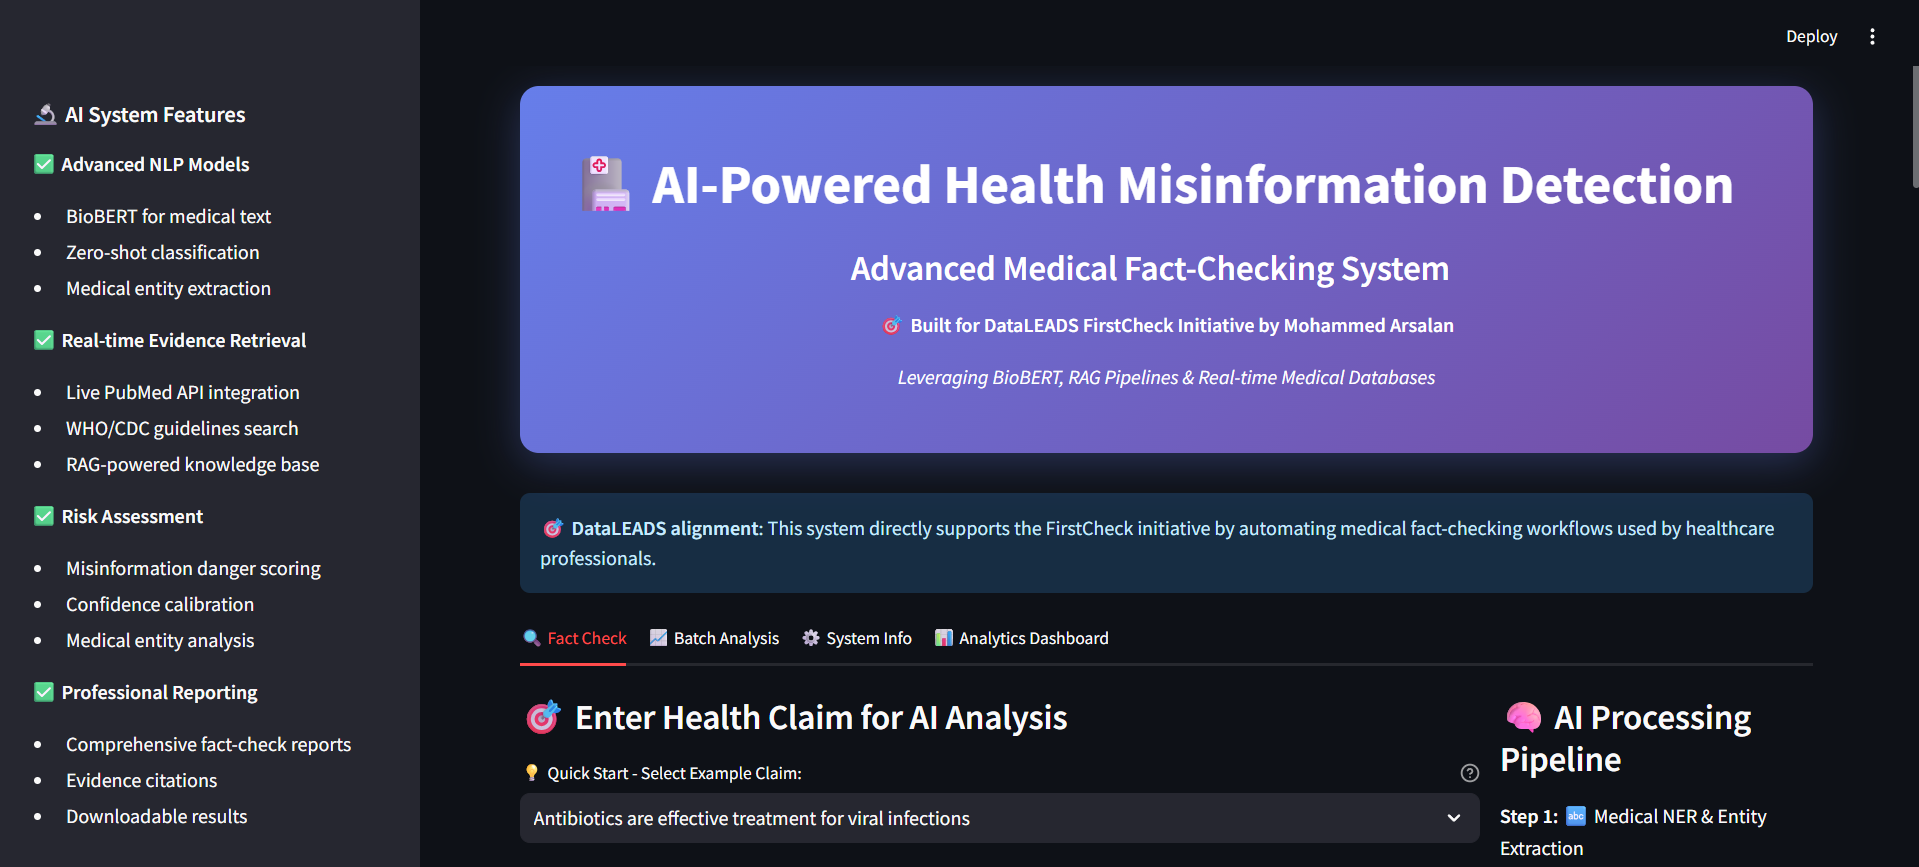 Deploy
AI System Features
Advanced NLP Models
BioBERT for medical text
Zero-shot classification
Medical entity extraction
Real-time Evidence Retrieval
Live PubMed API integration
WHO/CDC guidelines search
RAG-powered knowledge base
Risk Assessment
Misinformation danger scoring
Confidence calibration
Medical entity analysis
Professional Reporting
Comprehensive fact-check reports
Evidence citations
Downloadable results
AI-Powered Health Misinformation Detection
Advanced Medical Fact-Checking System
Built for DataLEADS FirstCheck Initiative by Mohammed Arsalan
Leveraging BioBERT, RAG Pipelines & Real-time Medical Databases
DataLEADS alignment: This system directly supports the FirstCheck initiative by automating medical fact-checking workflows used by healthcare
professionals.
Fact Check Batch Analysis System Info Analytics Dashboard
Enter Health Claim for AI Analysis
Quick Start - Select Example Claim:
Antibiotics are effective treatment for viral infections
AI Processing
Pipeline
Step 1: abc Medical NER & Entity
Extraction